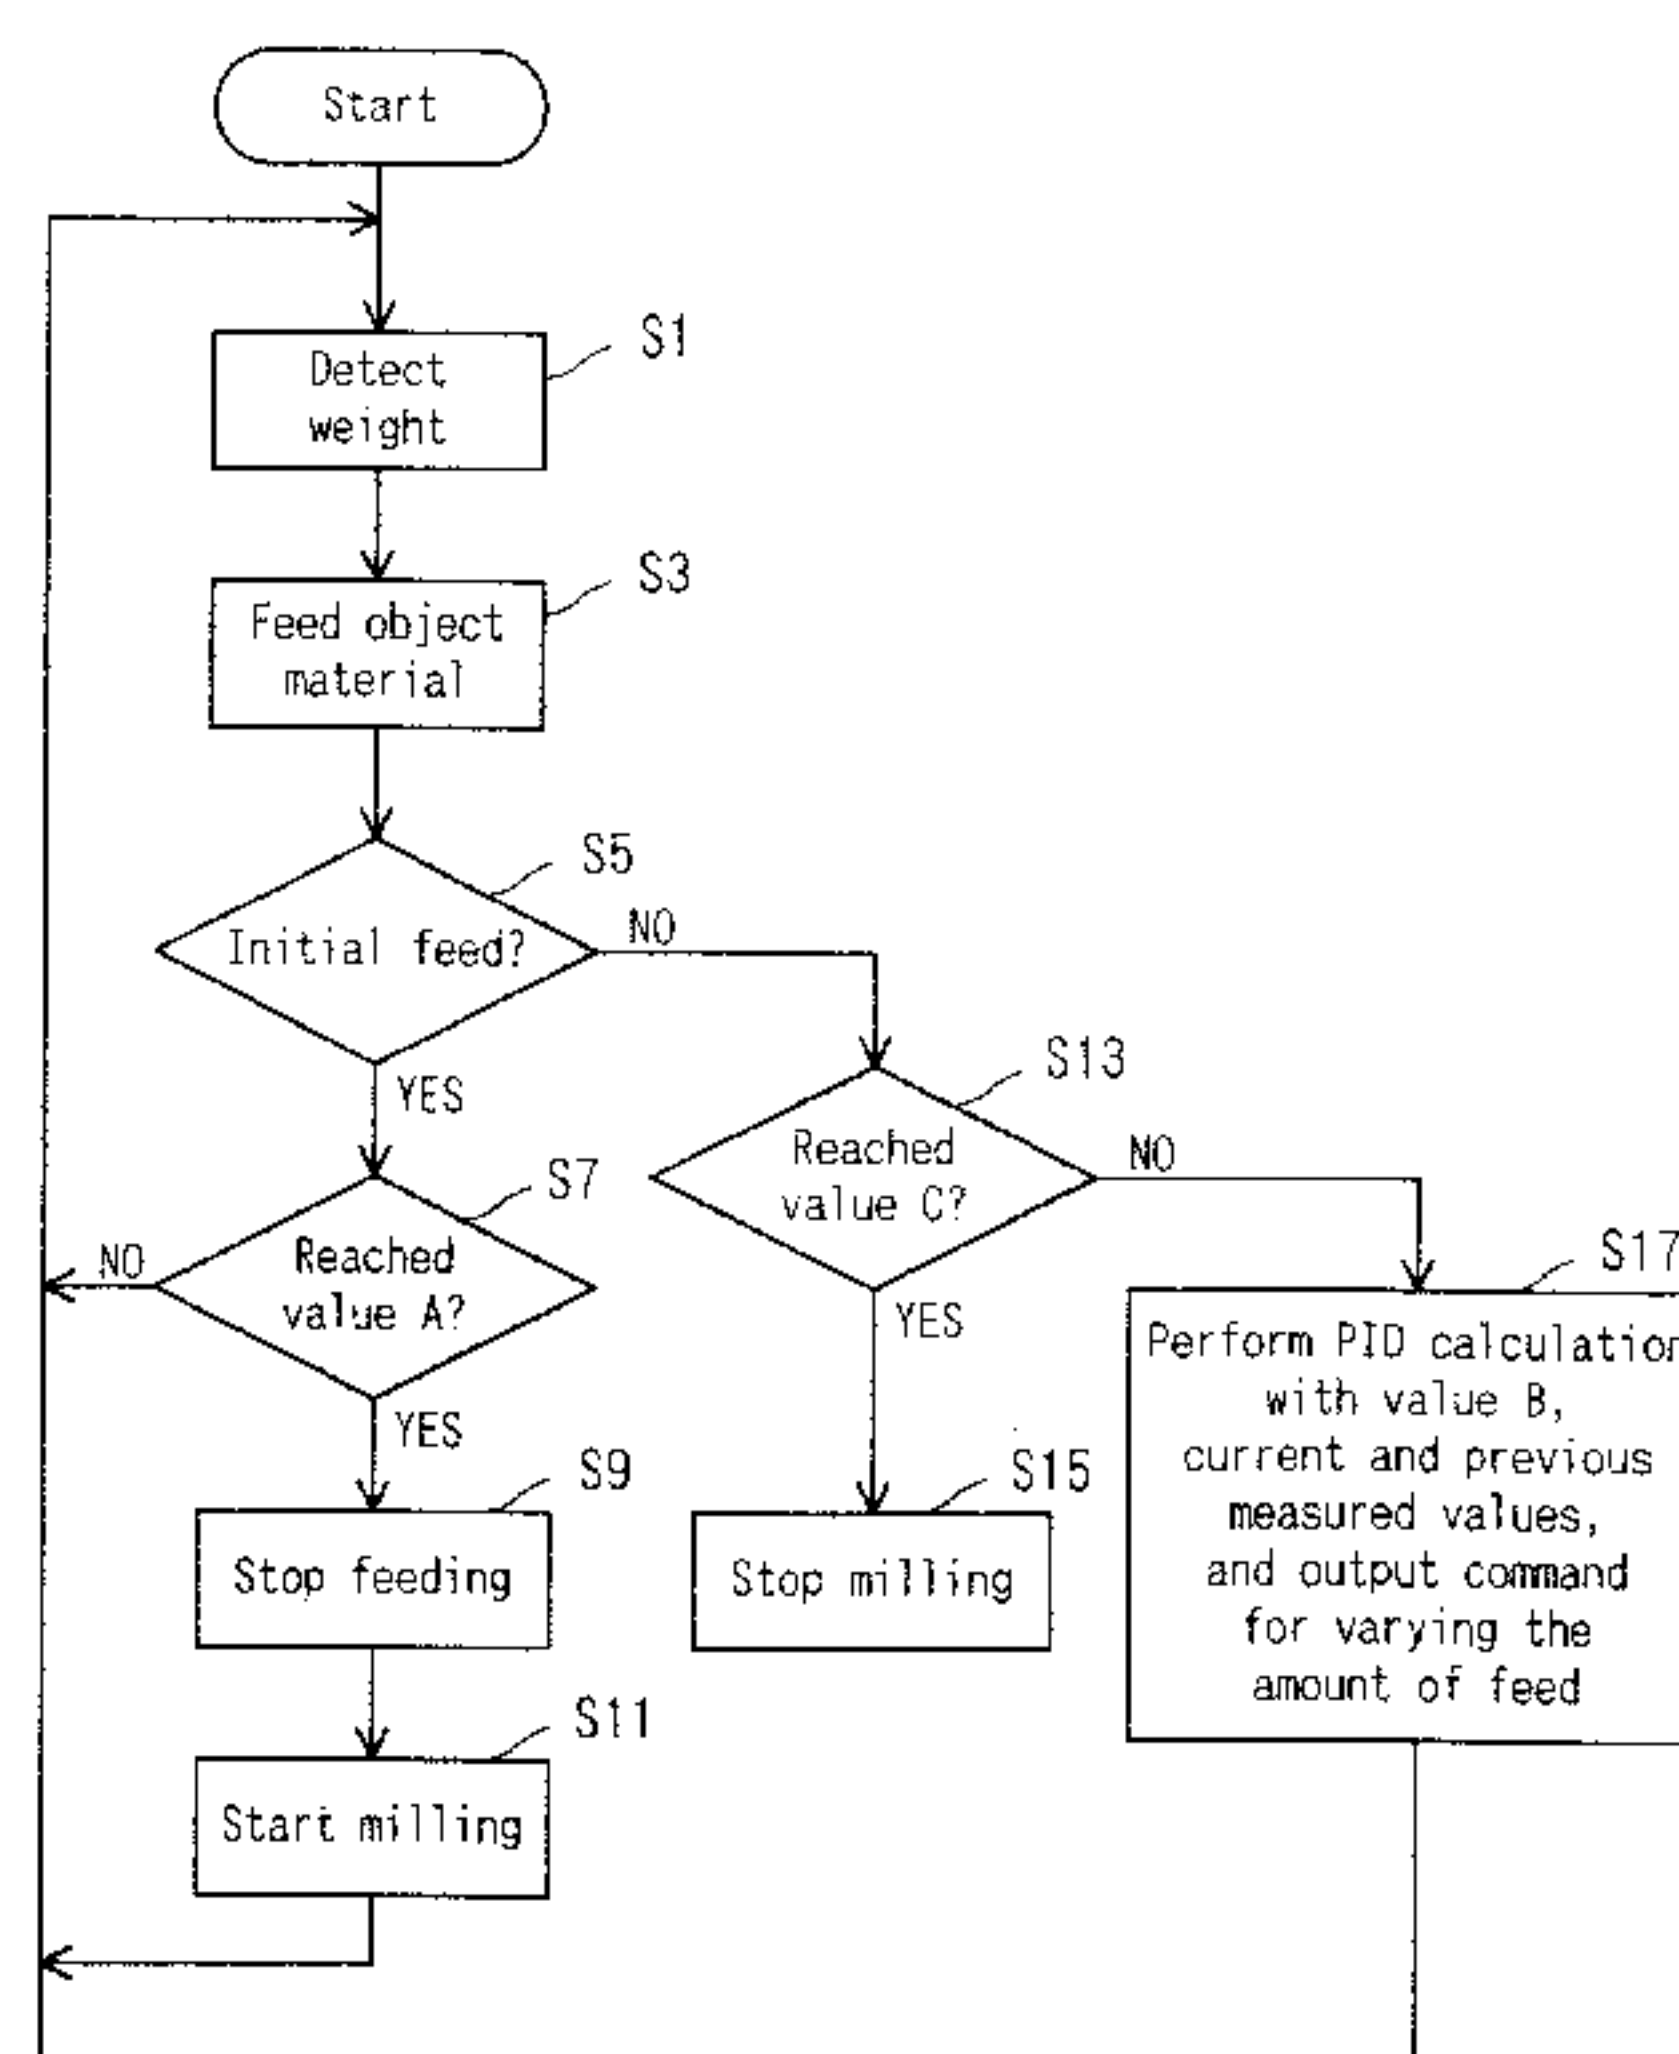 Start
S1
Detect
weight
S3
Feed object
material
S5
Initial feed?
NO
YES
S13
Reached
value C?
NO
YES
S7
Reached
value A?
NO
YES
S17
Perform PID calculation
with value B,
current and previous
measured values,
and output command
for varying the
amount of feed
S9
Stop feeding
S15
Stop milling
S11
Start milling